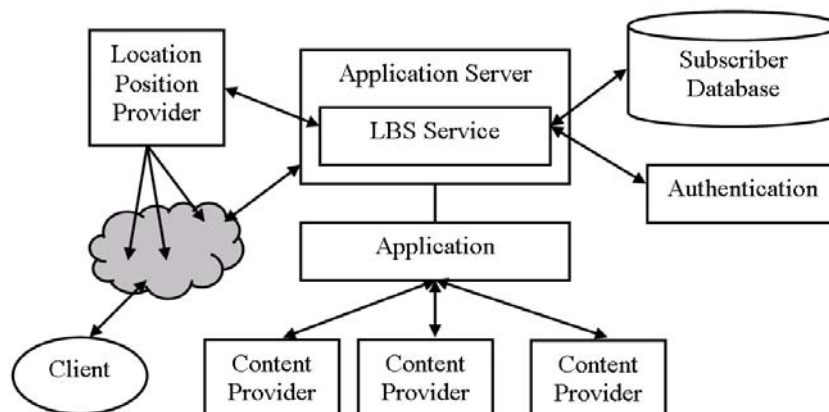 Location
Position
Provider
Application Server
LBS Service
Subscriber
Database
Authentication
Application
Client
Content
Provider
Content
Provider
Content
Provider